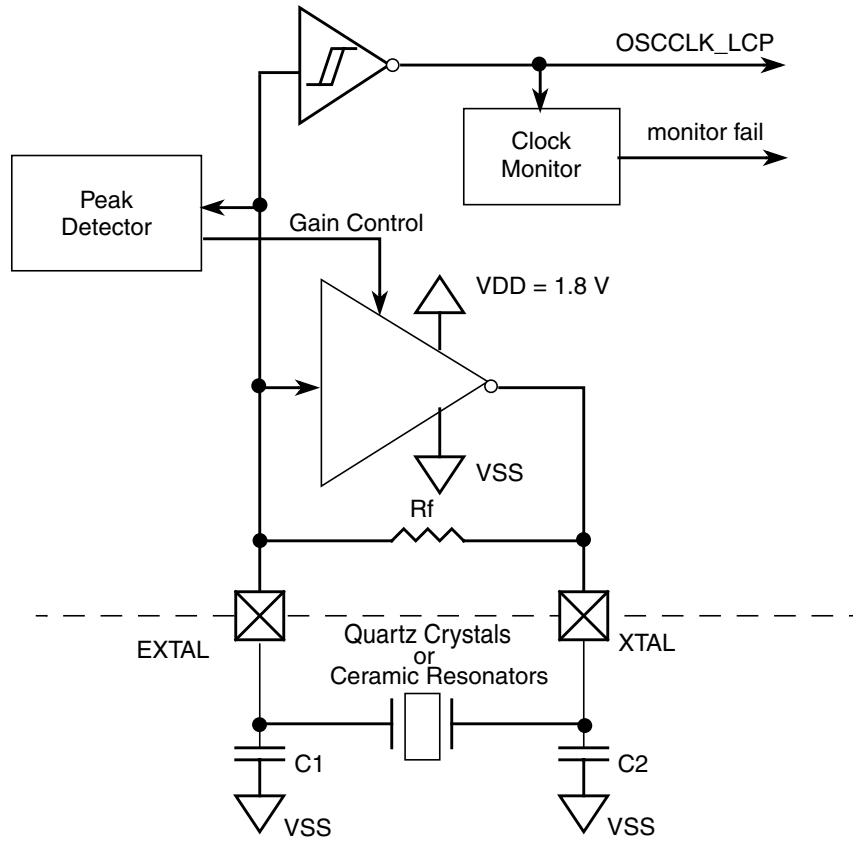 OSCCLK_LCP
Clock
Monitor
monitor fail
Peak
Detector
Gain Control
VDD = 1.8 V
VSS
Rf
EXTAL
Quartz Crystals
or
Ceramic Resonators
XTAL
C1
C2
VSS
VSS